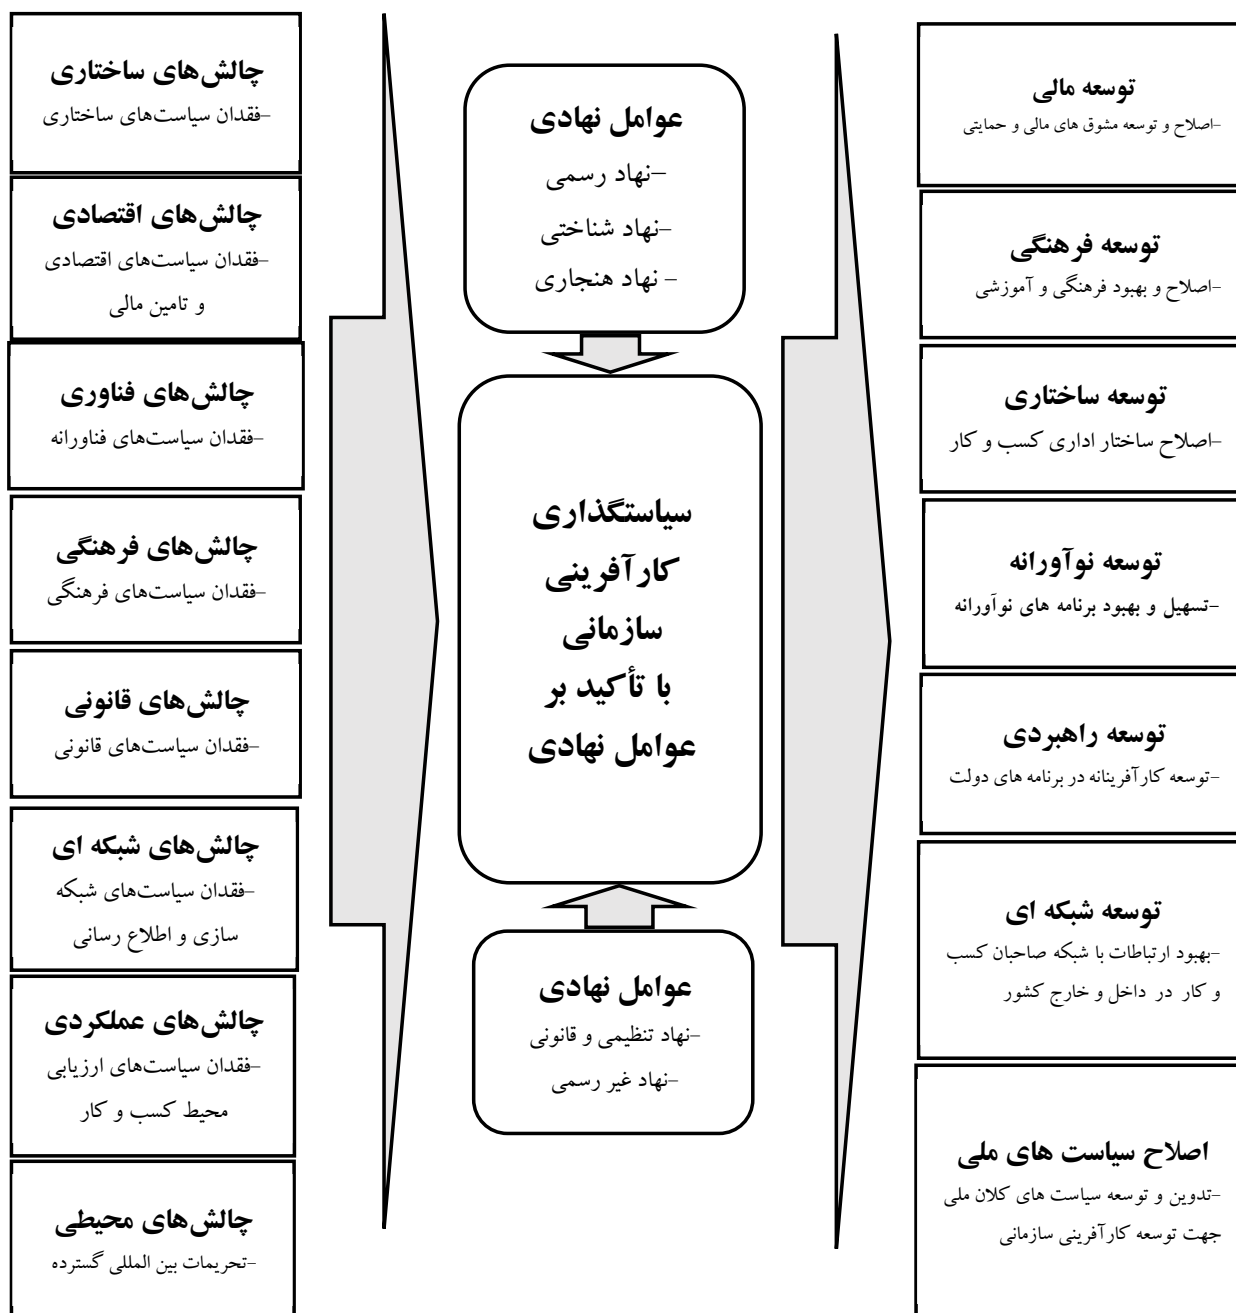 چالش‌های ساختاری
-فقدان سیاست‌های ساختاری
چالش‌های اقتصادی
-فقدان سیاست‌های اقتصادی
و تامین مالی
چالش‌های فناوری
-فقدان سیاست‌های فناورانه
چالش‌های فرهنگی
-فقدان سیاست‌های فرهنگی
چالش‌های قانونی
-فقدان سیاست‌های قانونی
چالش‌های شبکه ای
-فقدان سیاست‌های شبکه
سازی و اطلاع رسانی
چالش‌های عملکردی
-فقدان سیاست‌های ارزیابی
محیط کسب و کار
چالش‌های محیطی
-تحریمات بین المللی گسترده
عوامل نهادی
-نهاد رسمی
-نهاد شناختی
- نهاد هنجاری
سیاستگذاری
کارآفرینی
سازمانی
با تأکید بر
عوامل نهادی
عوامل نهادی
-نهاد تنظیمی و قانونی
-نهاد غیر رسمی
توسعه مالی
-اصلاح و توسعه مشوق های مالی و حمایتی
توسعه فرهنگی
-اصلاح و بهبود فرهنگی و آموزشی
توسعه ساختاری
-اصلاح ساختار اداری کسب و کار
توسعه نوآورانه
-تسهیل و بهبود برنامه های نوآورانه
توسعه راهبردی
-توسعه کارآفرینانه در برنامه های دولت
توسعه شبکه ای
-بهبود ارتباطات با شبکه صاحبان کسب
و کار در داخل و خارج کشور
اصلاح سیاست های ملی
-تدوین و توسعه سیاست های کلان ملی
جهت توسعه کارآفرینی سازمانی